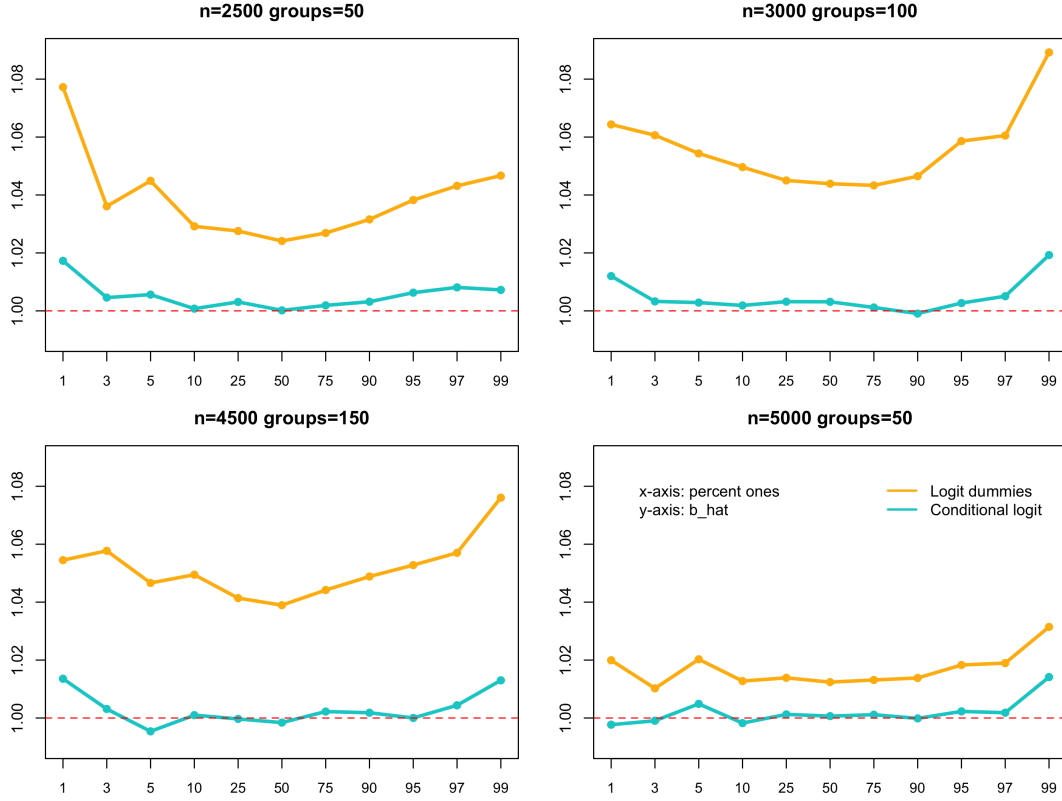 n=2500 groups=50
1.00 1.02 1.04 1.06 1.08
1 3 5 10 25 50 75 90 95 97 99
n=3000 groups=100
1.00 1.02 1.04 1.06 1.08
1 3 5 10 25 50 75 90 95 97 99
n=4500 groups=150
1.00 1.02 1.04 1.06 1.08
1 3 5 10 25 50 75 90 95 97 99
n=5000 groups=50
1.00 1.02 1.04 1.06 1.08
x-axis: percent ones
y-axis: b_hat
Logit dummies
Conditional logit
1 3 5 10 25 50 75 90 95 97 99